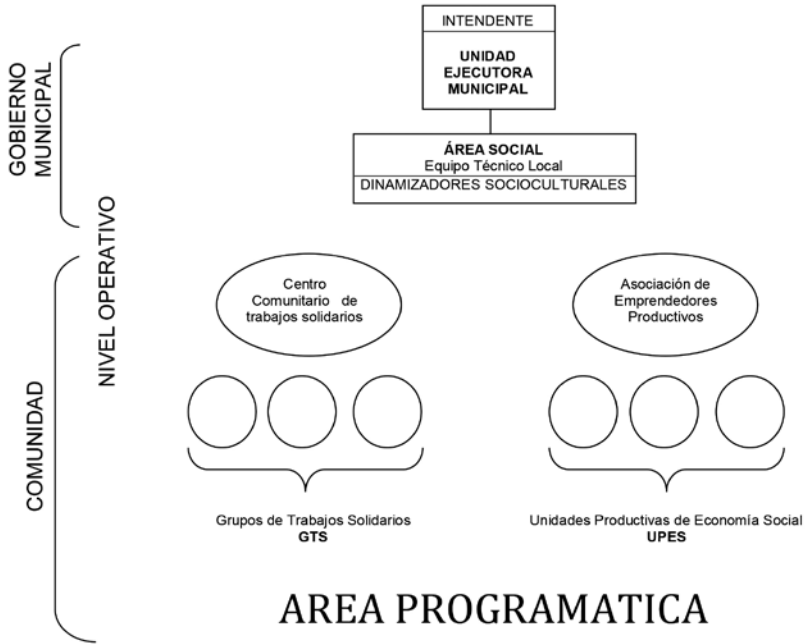 INTENDENTE
UNIDAD
EJECUTORA
MUNICIPAL
GOBIERNO
MUNICIPAL
ÁREA SOCIAL
Equipo Técnico Local
DINAMIZADORES SOCIOCULTURALES
NIVEL OPERATIVO
COMUNIDAD
Centro
Comunitario de
trabajos solidarios
Asociación de
Emprendedores
Productivos
Grupos de Trabajos Solidarios
GTS
Unidades Productivas de Economía Social
UPES
AREA PROGRAMATICA